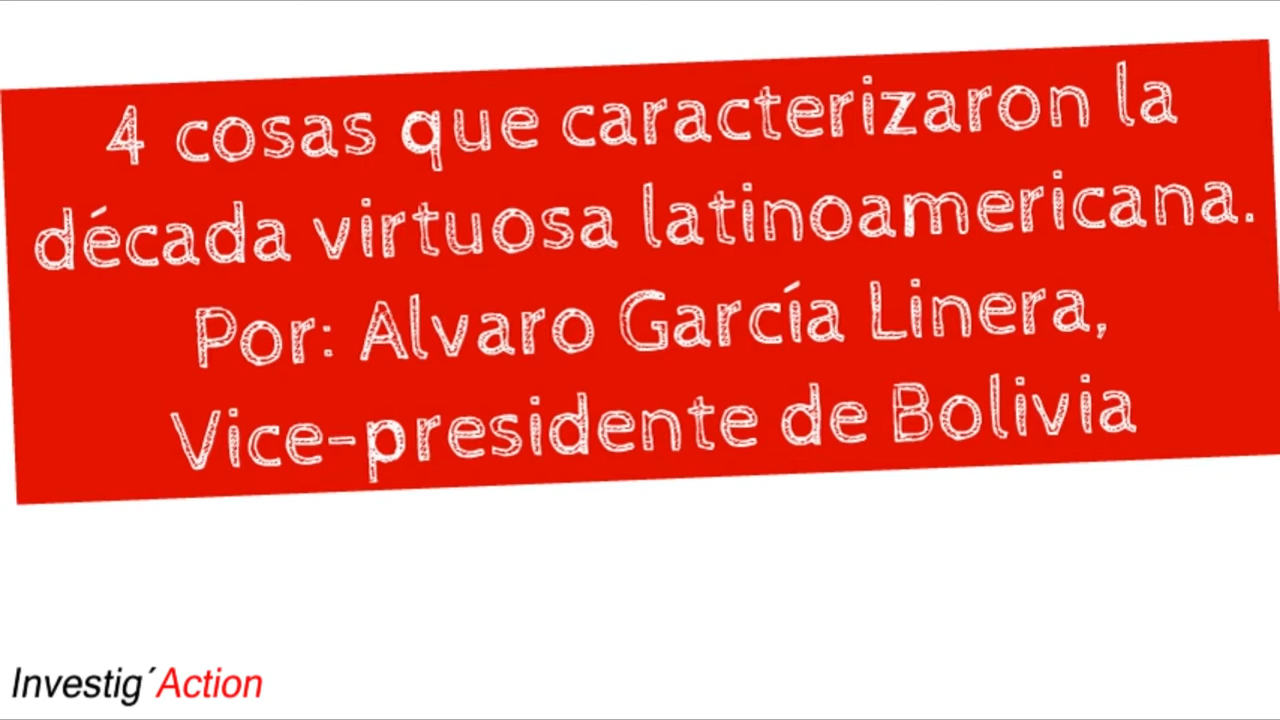 4 cosas que caracterizaron la
década virtuosa latinoamericana.
Por: Alvaro García Linera,
Vice-presidente de Bolivia
Investig´Action